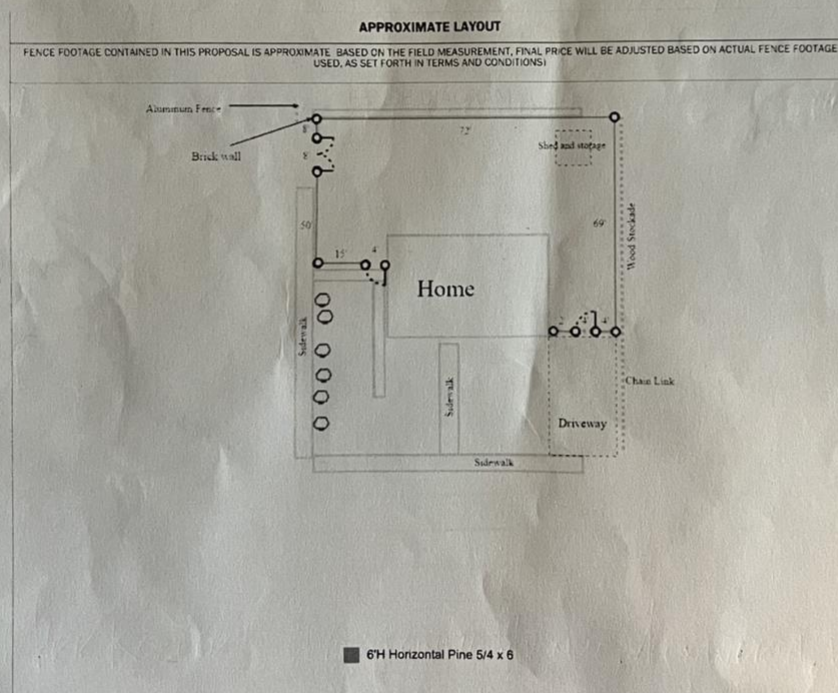 APPROXIMATE LAYOUT
FENCE FOOTAGE CONTAINED IN THIS PROPOSAL IS APPROXIMATE BASED ON THE FIELD MEASUREMENT, FINAL PRICE WILL BE ADJUSTED BASED ON ACTUAL FENCE FOOTAGE
USED, AS SET FORTH IN TERMS AND CONDITIONS)
Aluminum Fence
8'
72'
Brick wall
8'
Shed and storage
50'
69'
Wood Stockade
15'
4'
Home
Sidewalk
4'
Chain Link
Sidewalk
Driveway
Sidewalk
6'H Horizontal Pine 5/4 x 6